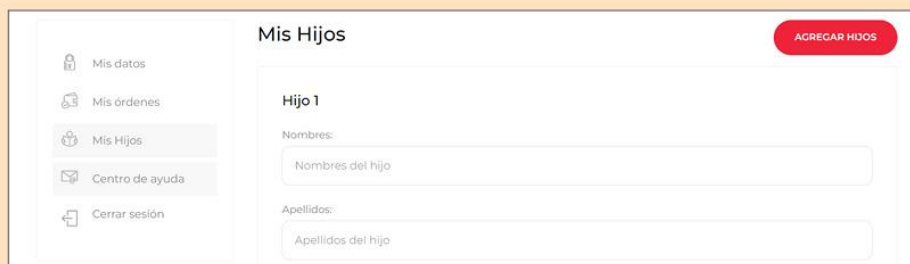 Mis datos
Mis órdenes
Mis Hijos
Centro de ayuda
Cerrar sesión
Mis Hijos
AGREGAR HIJOS
Hijo 1
Nombres:
Nombres del hijo
Apellidos:
Apellidos del hijo